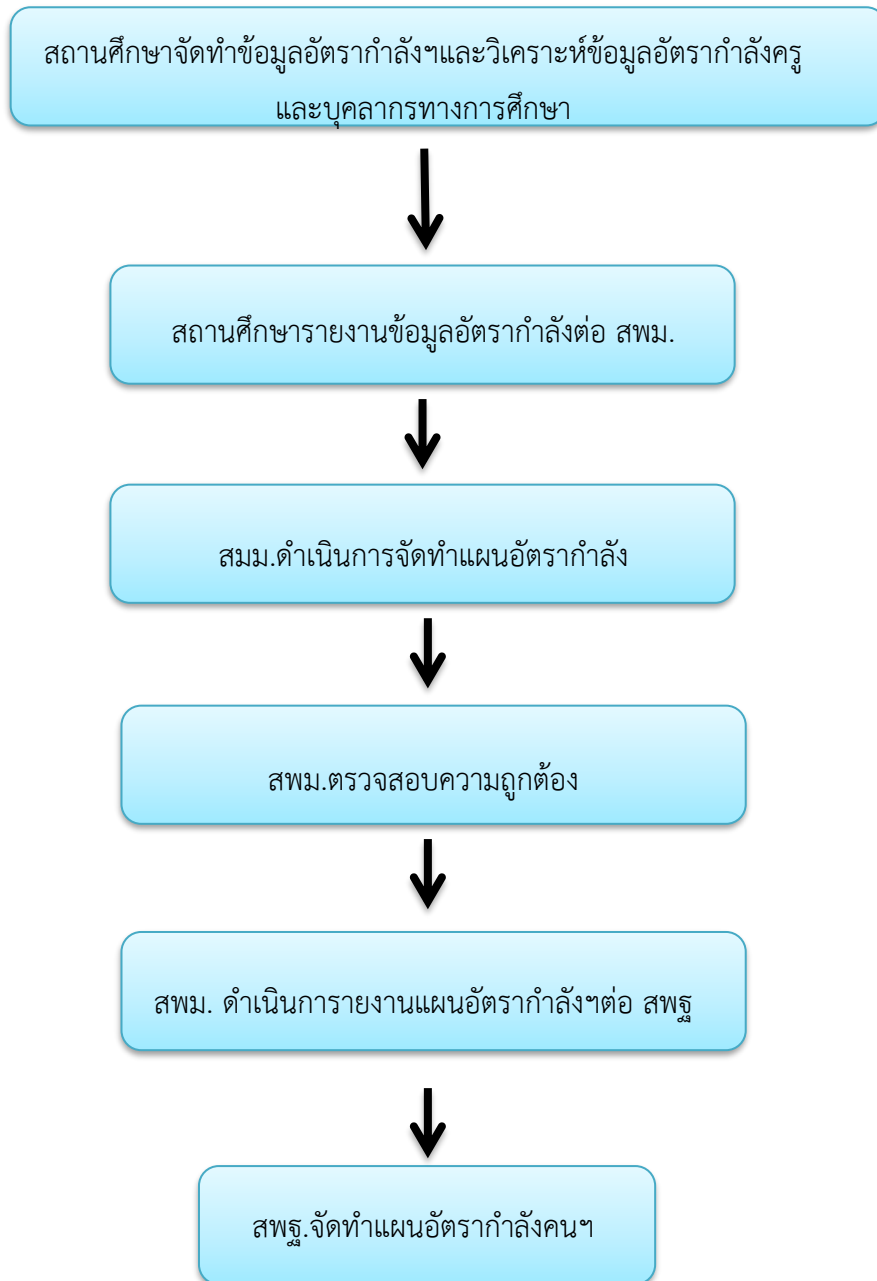 สถานศึกษาจัดทำข้อมูลอัตรากำลังฯและวิเคราะห์ข้อมูลอัตรากำลังครู
และบุคลากรทางการศึกษา
สถานศึกษารายงานข้อมูลอัตรากำลังต่อ สพม.
สมม.ดำเนินการจัดทำแผนอัตรากำลัง
สพม.ตรวจสอบความถูกต้อง
สพม. ดำเนินการายงานแผนอัตรากำลังฯต่อ สพฐ
สพฐ.จัดทำแผนอัตรากำลังคนฯ